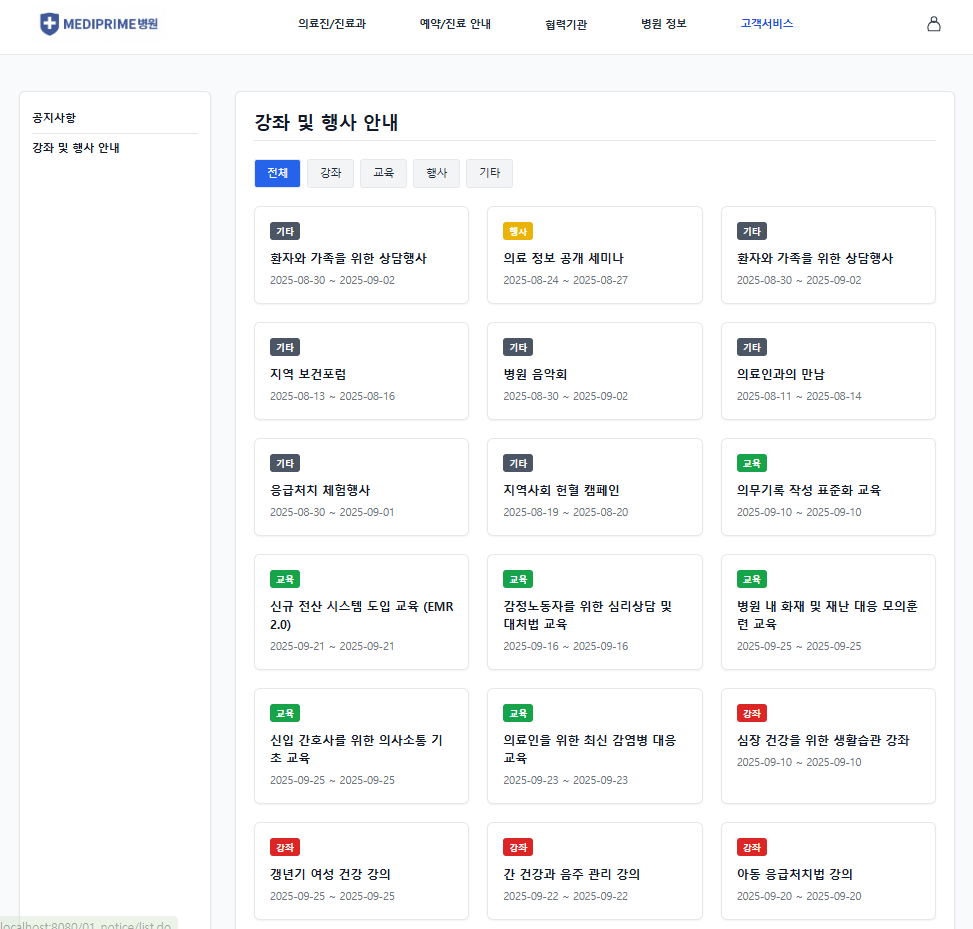 MEDIPRIME병원
의료진/진료과
예약/진료 안내
협력기관
병원 정보
고객서비스
공지사항
강좌 및 행사 안내
강좌 및 행사 안내
전체
강좌
교육
행사
기타
기타
환자와 가족을 위한 상담행사
2025-08-30 ~ 2025-09-02
행사
의료 정보 공개 세미나
2025-08-24 ~ 2025-08-27
기타
환자와 가족을 위한 상담행사
2025-08-30 ~ 2025-09-02
기타
지역 보건포럼
2025-08-13 ~ 2025-08-16
기타
병원 음악회
2025-08-30 ~ 2025-09-02
기타
의료인과의 만남
2025-08-11 ~ 2025-08-14
기타
응급처치 체험행사
2025-08-30 ~ 2025-09-01
기타
지역사회 헌혈 캠페인
2025-08-19 ~ 2025-08-20
교육
의무기록 작성 표준화 교육
2025-09-10 ~ 2025-09-10
교육
신규 전산 시스템 도입 교육 (EMR
2.0)
2025-09-21 ~ 2025-09-21
교육
감정노동자를 위한 심리상담 및
대처법 교육
2025-09-16 ~ 2025-09-16
교육
병원 내 화재 및 재난 대응 모의훈
련 교육
2025-09-25 ~ 2025-09-25
교육
신입 간호사를 위한 의사소통 기
초 교육
2025-09-25 ~ 2025-09-25
교육
의료인을 위한 최신 감염병 대응
교육
2025-09-23 ~ 2025-09-23
강좌
심장 건강을 위한 생활습관 강좌
2025-09-10 ~ 2025-09-10
강좌
갱년기 여성 건강 강의
2025-09-25 ~ 2025-09-25
강좌
간 건강과 음주 관리 강의
2025-09-22 ~ 2025-09-22
강좌
아동 응급처치법 강의
2025-09-20 ~ 2025-09-20
localhost:8080/01_notice/list.do